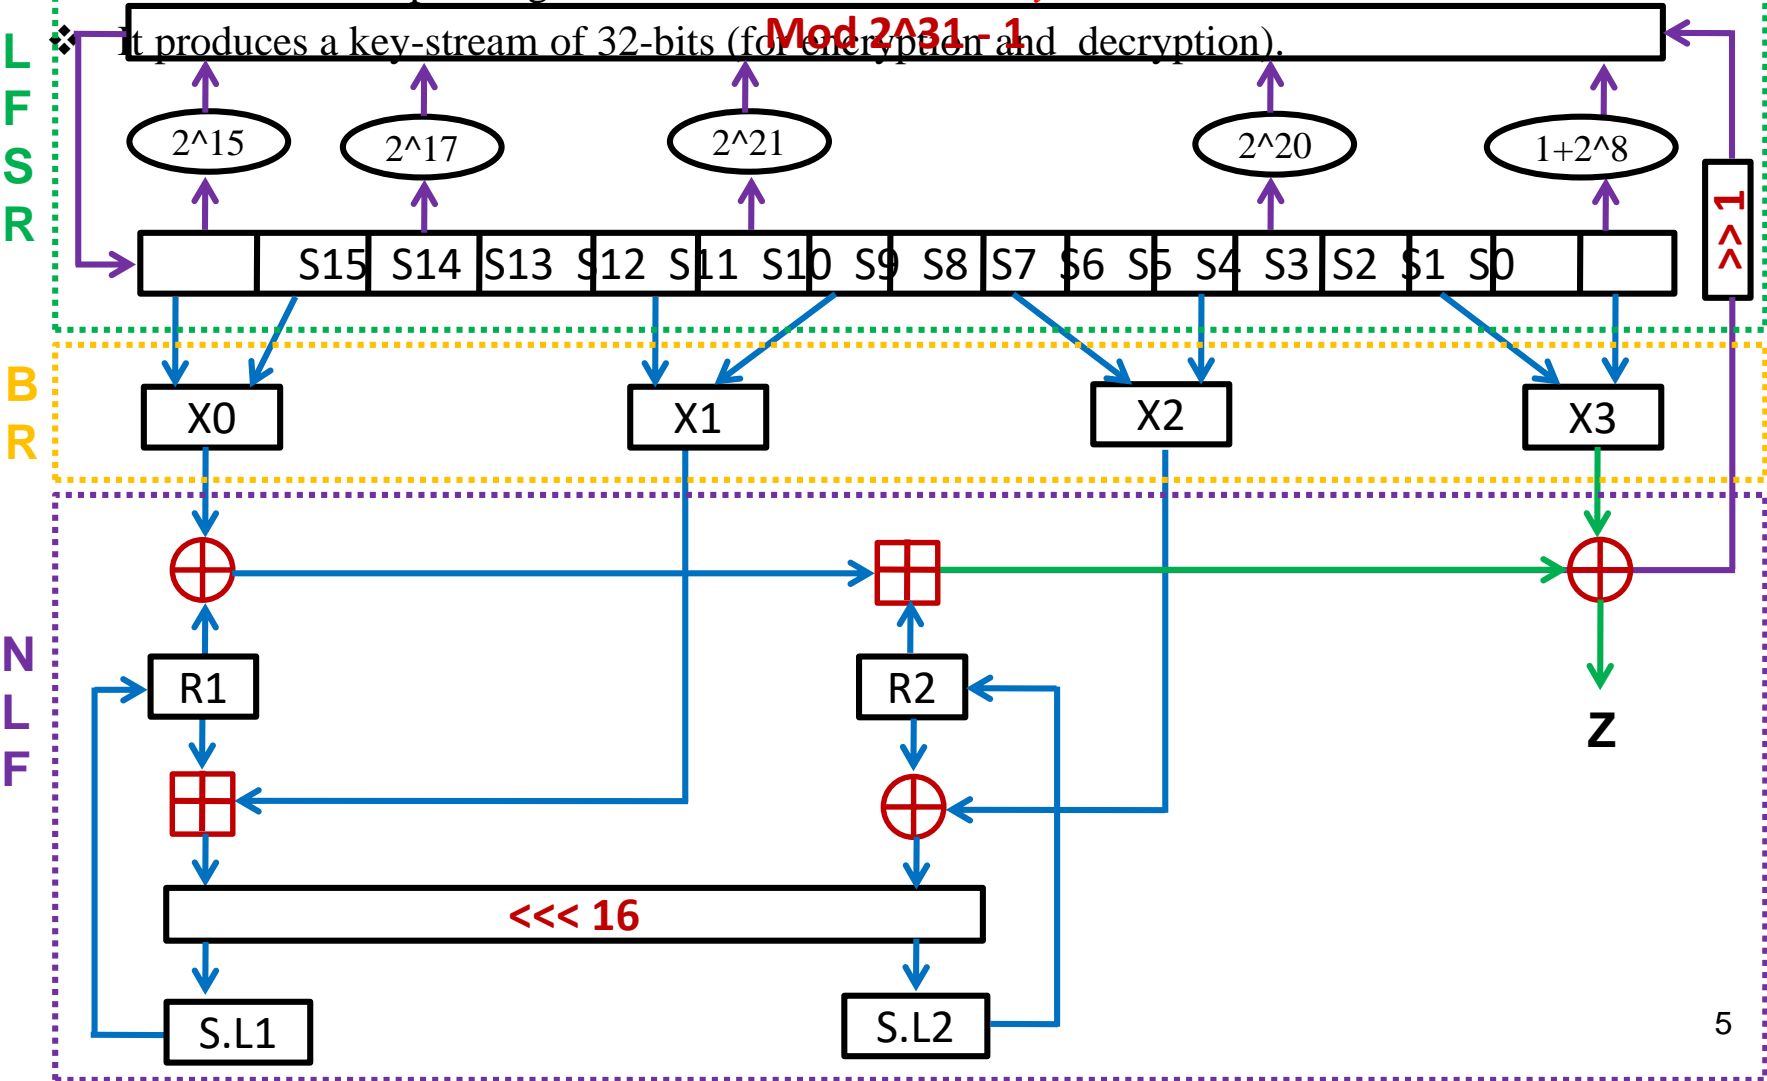 It produces a key-stream of 32-bits (for encryption and decryption).
Mod 2^31 - 1
L
F
S
R
2^15 2^17 2^21 2^20 1+2^8
>> 1
S15 S14 S13 S12 S11 S10 S9 S8 S7 S6 S5 S4 S3 S2 S1 S0
B
R
X0 X1 X2 X3
N
L
F
R1 R2
Z
<<< 16
S.L1 S.L2
5